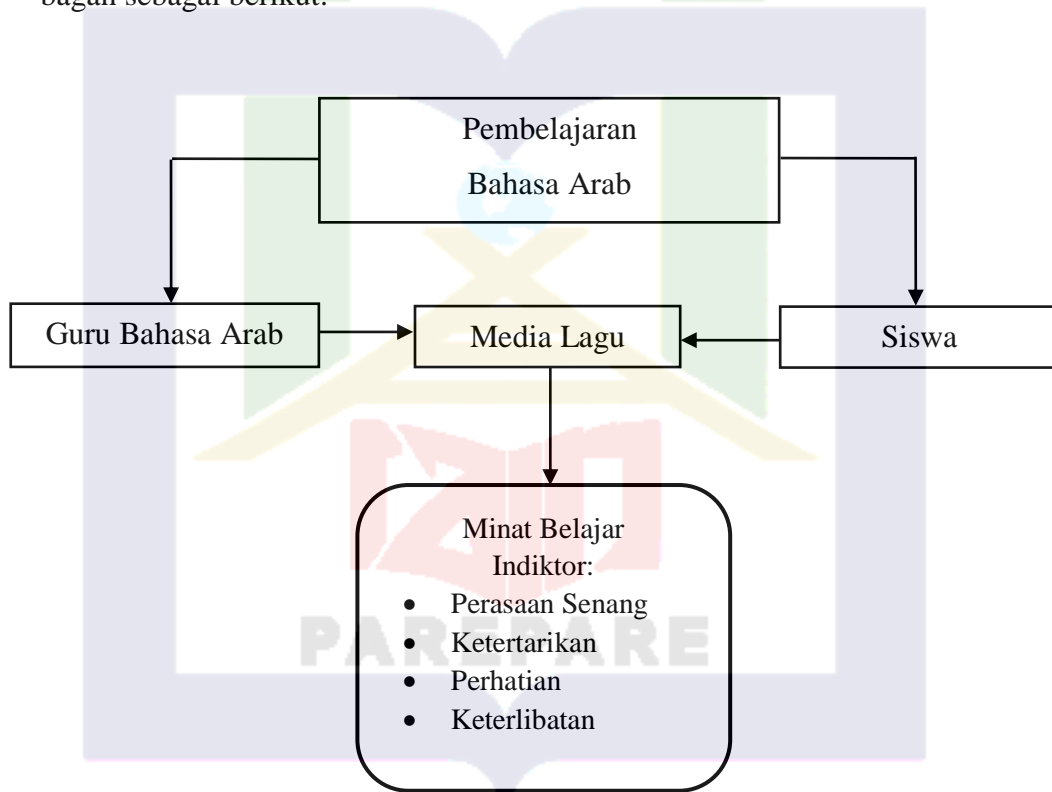 bagan sebagai berikut:
Pembelajaran
Bahasa Arab
Guru Bahasa Arab
Media Lagu
Siswa
Minat Belajar
Indiktor:
• Perasaan Senang
• Ketertarikan
• Perhatian
• Keterlibatan
PAREPARE